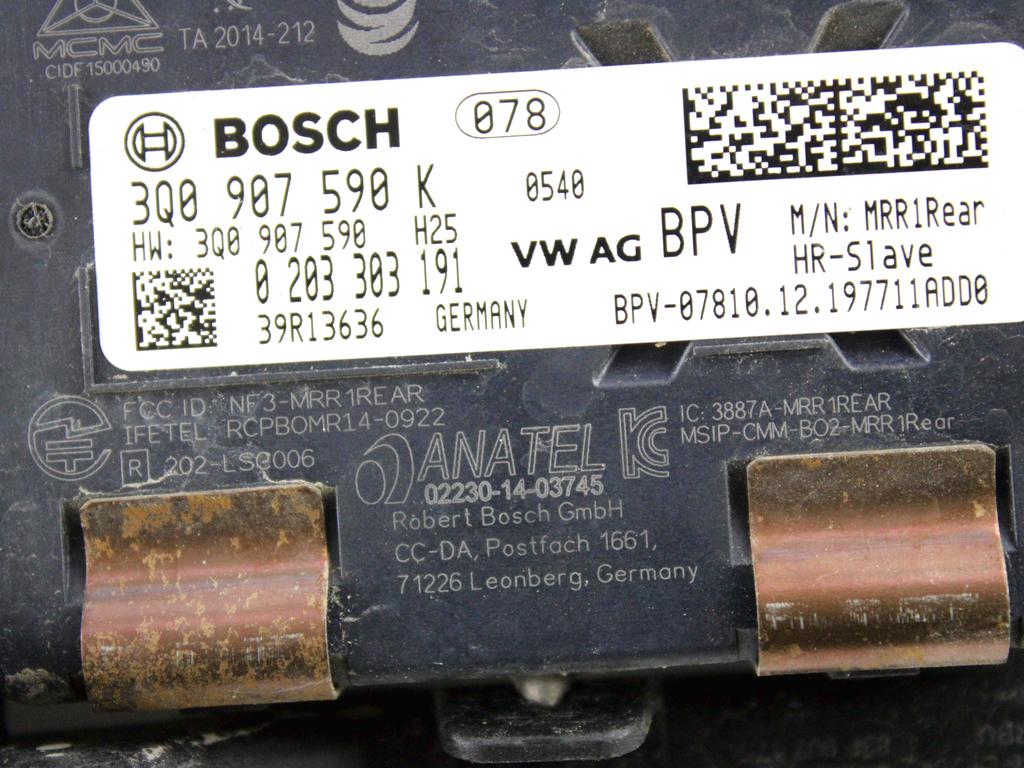 MCMC
CIDF15000490
TA 2014-212
BOSCH
078
3Q0 907 590 K
0540
HW: 3Q0 907 590 H25
VW AG BPV
M/N: MRR1Rear
HR-Slave
0 203 303 191
39R13636
GERMANY
BPV-07810.12.197711ADD0
FCC ID: NF3-MRR1REAR
IFETEL: RCPBOMR14-0922
R 202-LSG006
ANATEL
02230-14-03745
IC: 3887A-MRR1REAR
MSIP-CMM-BO2-MRR1Rear
Robert Bosch GmbH
CC-DA, Postfach 1661,
71226 Leonberg, Germany